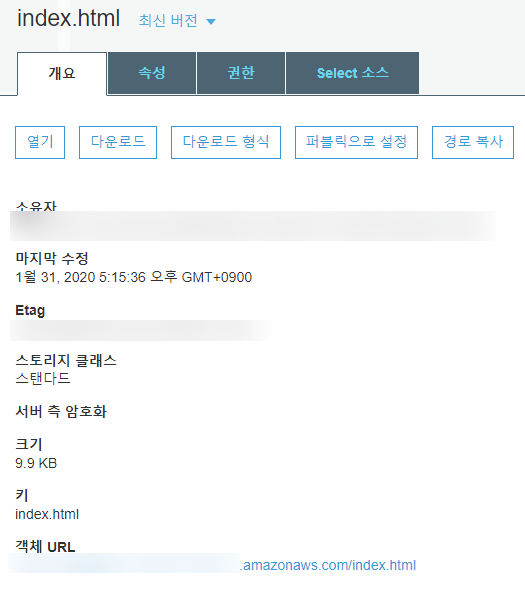 index.html 최신 버전
개요 속성 권한 Select 소스
열기 다운로드 다운로드 형식 퍼블릭으로 설정 경로 복사
소유자
마지막 수정
1월 31, 2020 5:15:36 오후 GMT+0900
Etag
스토리지 클래스
스탠다드
서버 측 암호화
크기
9.9 KB
키
index.html
객체 URL
.amazonaws.com/index.html